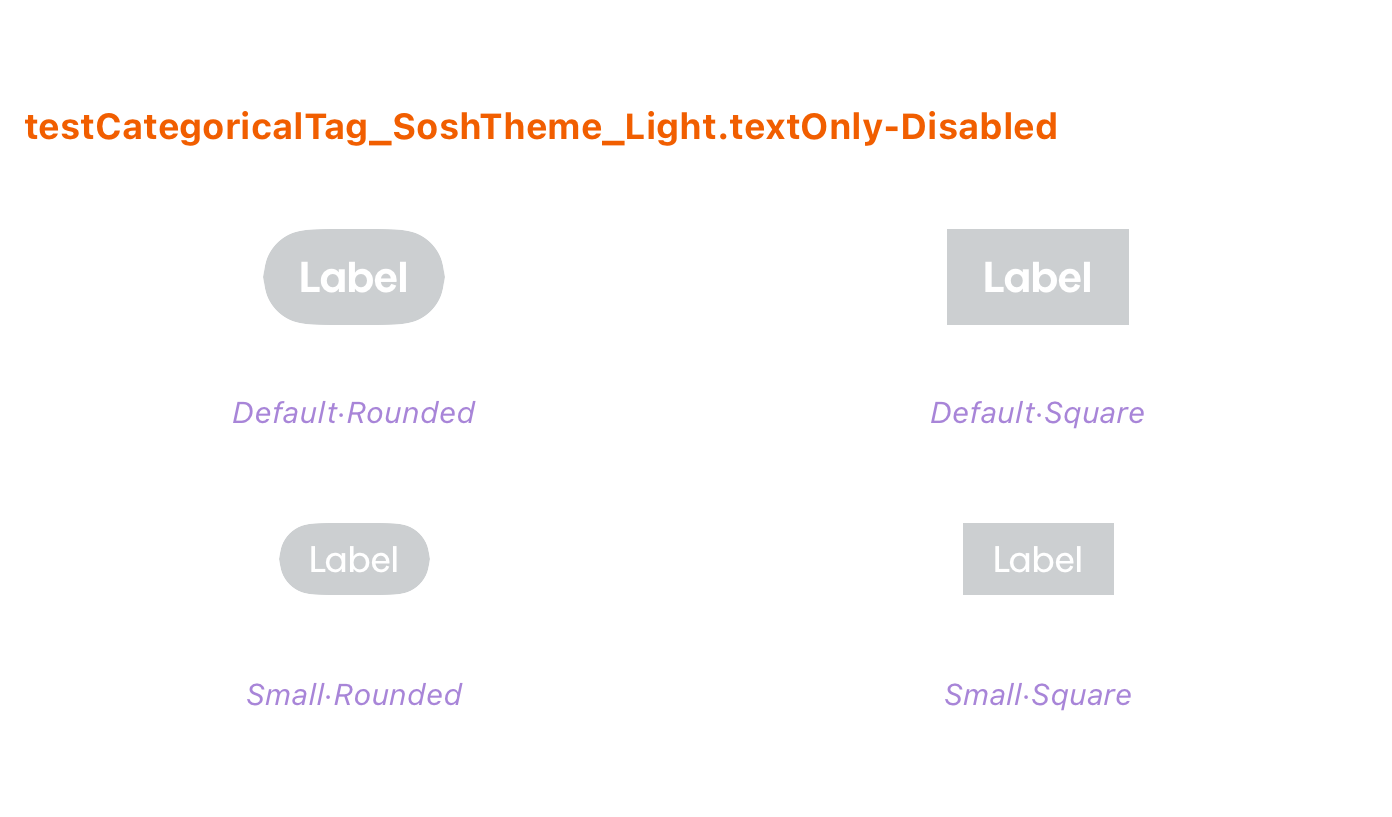 testCategoricalTag_SoshTheme_Light.textOnly-Disabled
Label
Label
Default·Rounded
Default·Square
Label
Label
Small·Rounded
Small·Square